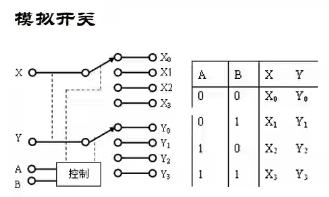 模拟开关
X
X₀
X1
X2
X₃
Y
Y₀
Y₁
Y₂
Y₃
A
B
控制
A B X Y
0 0 X₀ Y₀
0 1 X₁ Y₁
1 0 X₂ Y₂
1 1 X₃ Y₃